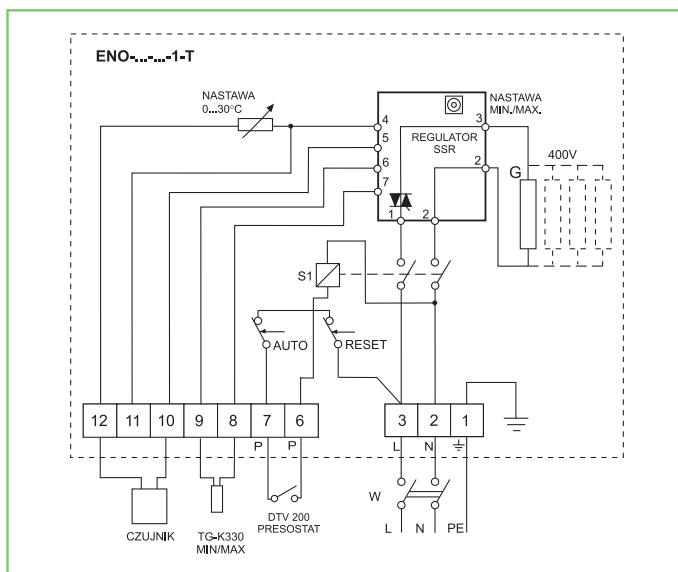 ENO-...-...-1-T
NASTAWA
0...30°C
NASTAWA
MIN./MAX.
4
5
6
7
3
REGULATOR
SSR
2
1
2
400V
G
S1
AUTO
RESET
12
11
10
9
8
7
6
3
2
1
P
P
L
N
W
CZUJNIK
TG-K330
MIN/MAX
DTV 200
PRESOSTAT
L
N
PE